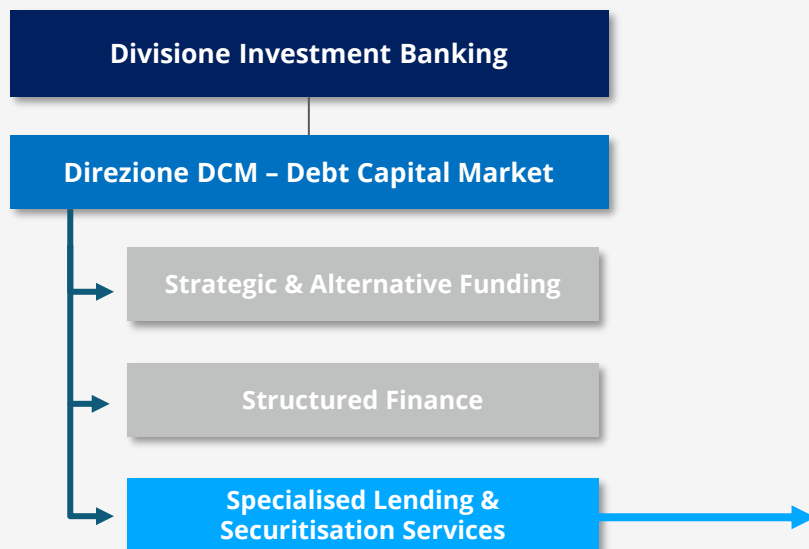 Divisione Investment Banking
Direzione DCM – Debt Capital Market
Strategic & Alternative Funding
Structured Finance
Specialised Lending &
Securitisation Services